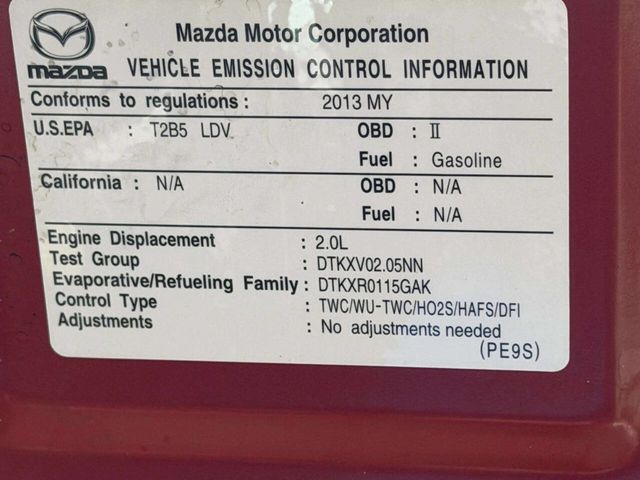 Mazda Motor Corporation
mazda VEHICLE EMISSION CONTROL INFORMATION
Conforms to regulations : 2013 MY
U.S.EPA : T2B5 LDV OBD : II
Fuel : Gasoline
California : N/A OBD : N/A
Fuel : N/A
Engine Displacement : 2.0L
Test Group : DTKXV02.05NN
Evaporative/Refueling Family : DTKXR0115GAK
Control Type : TWC/WU-TWC/HO2S/HAFS/DFI
Adjustments : No adjustments needed
(PE9S)